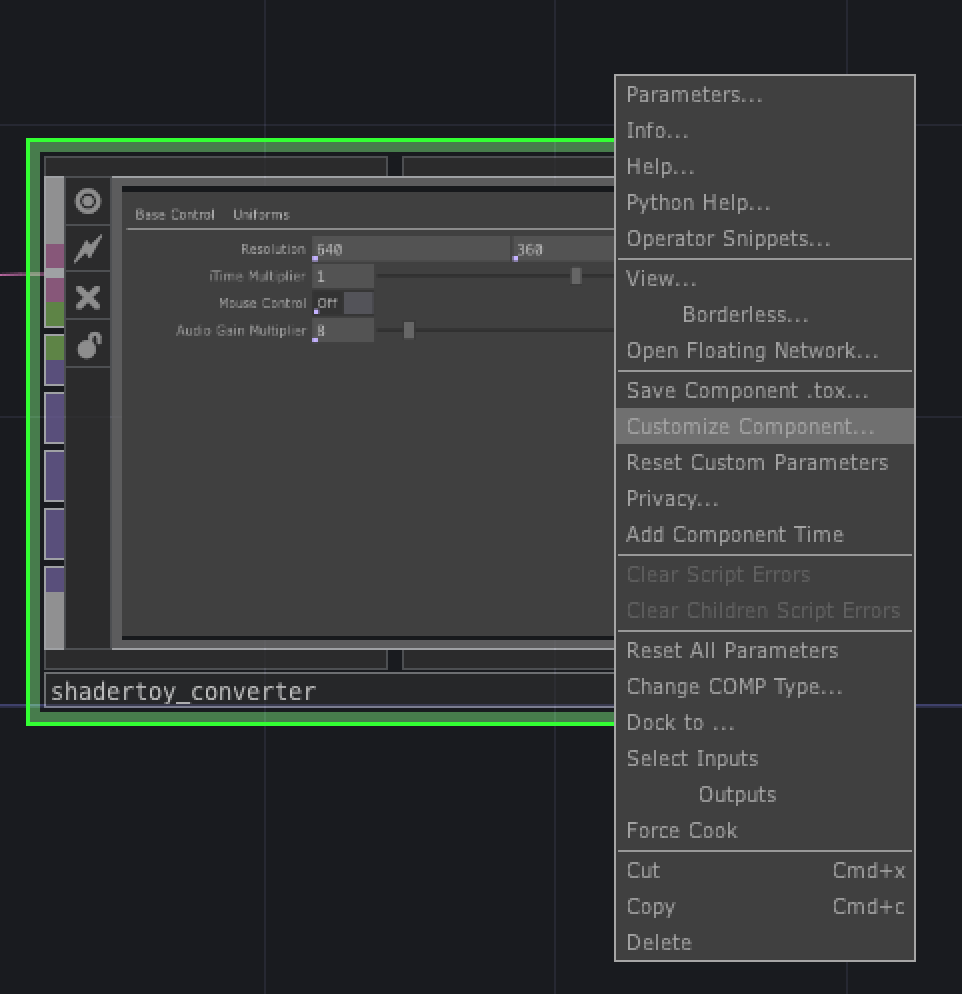 Base Control Uniforms
Resolution 640 360
iTime Multiplier 1
Mouse Control Off
Audio Gain Multiplier 8
shadertoy_converter
Parameters...
Info...
Help...
Python Help...
Operator Snippets...
View...
Borderless...
Open Floating Network...
Save Component .tox...
Customize Component...
Reset Custom Parameters
Privacy...
Add Component Time
Clear Script Errors
Clear Children Script Errors
Reset All Parameters
Change COMP Type...
Dock to ...
Select Inputs
Outputs
Force Cook
Cut Cmd+x
Copy Cmd+c
Delete